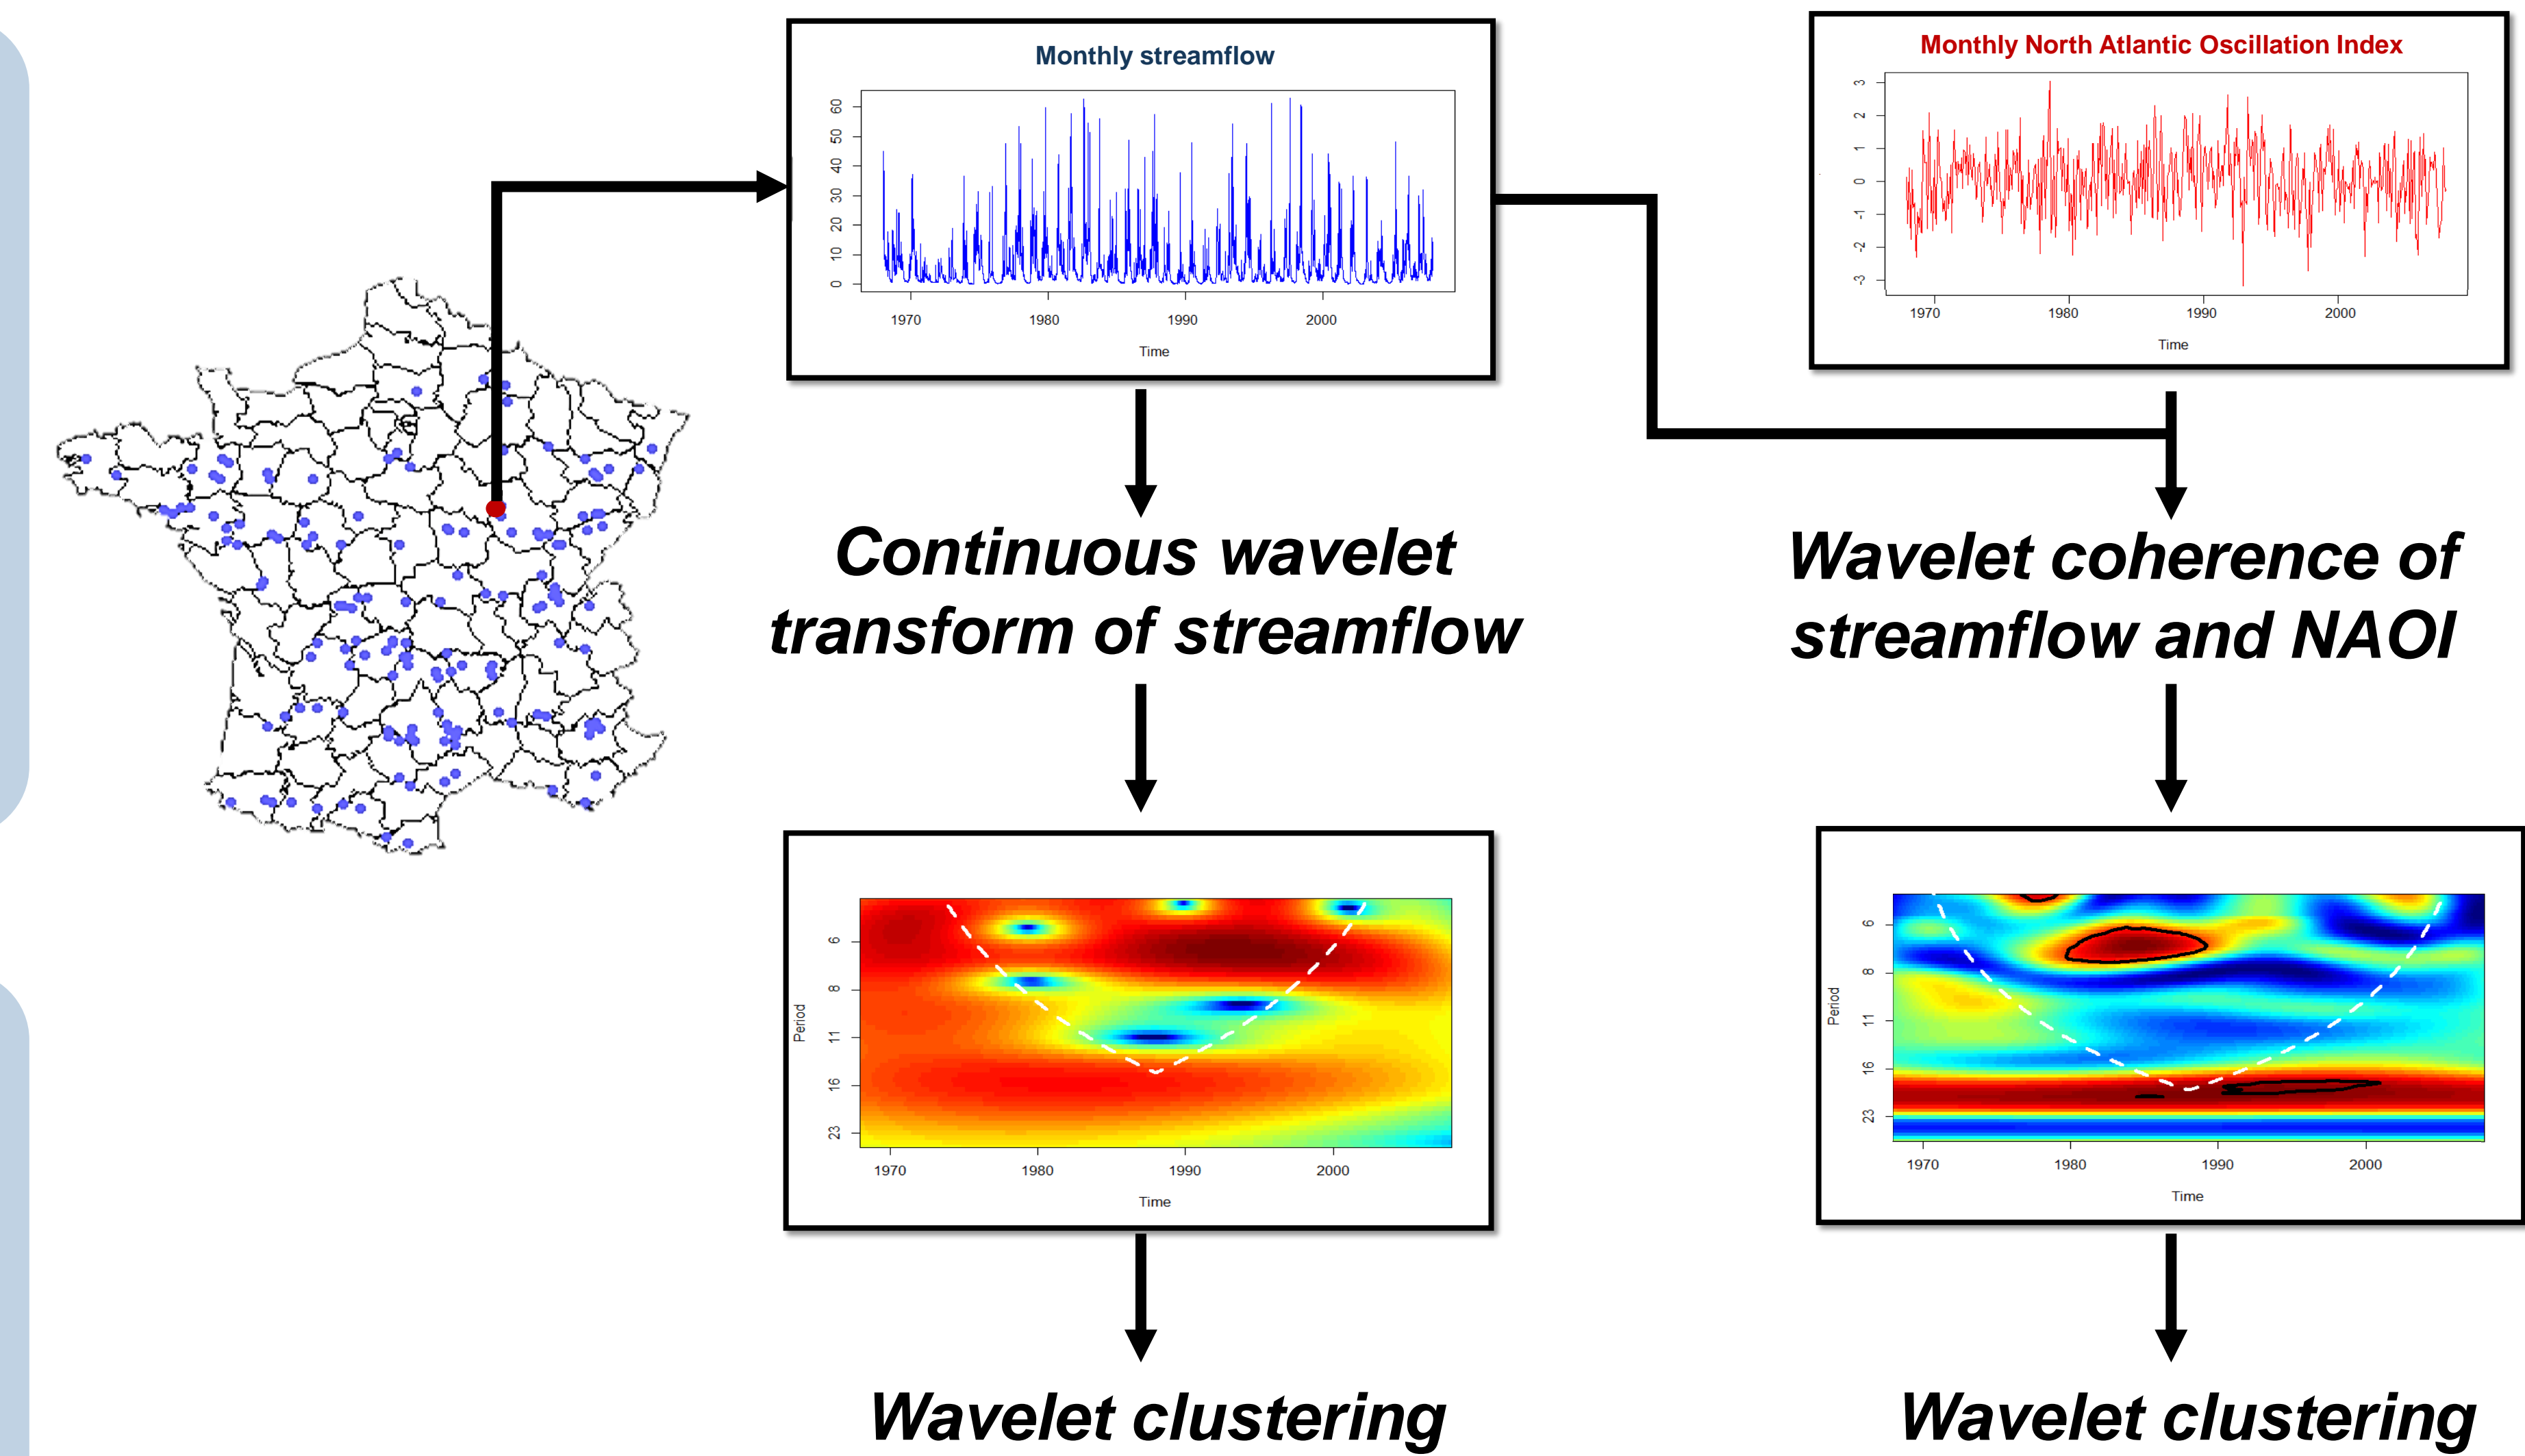 Monthly streamflow
60
50
40
30
20
10
0
1970 1980 1990 2000
Time
Monthly North Atlantic Oscillation Index
3
2
1
0
-1
-2
-3
1970 1980 1990 2000
Time
Continuous wavelet
transform of streamflow
Wavelet coherence of
streamflow and NAOI
Period
6
8
11
16
23
1970 1980 1990 2000
Time
Period
6
8
11
16
23
1970 1980 1990 2000
Time
Wavelet clustering
Wavelet clustering